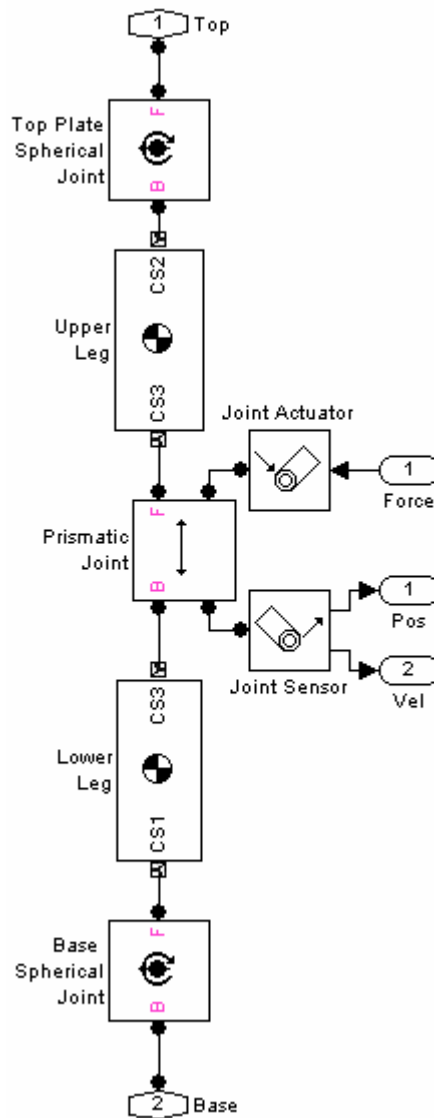 1 Top
F
Top Plate
Spherical
Joint
B
CS2
Upper
Leg
CS3
Joint Actuator
1
Force
F
Prismatic
Joint
B
1
Pos
Joint Sensor
2
Vel
CS3
Lower
Leg
CS1
F
Base
Spherical
Joint
B
2 Base